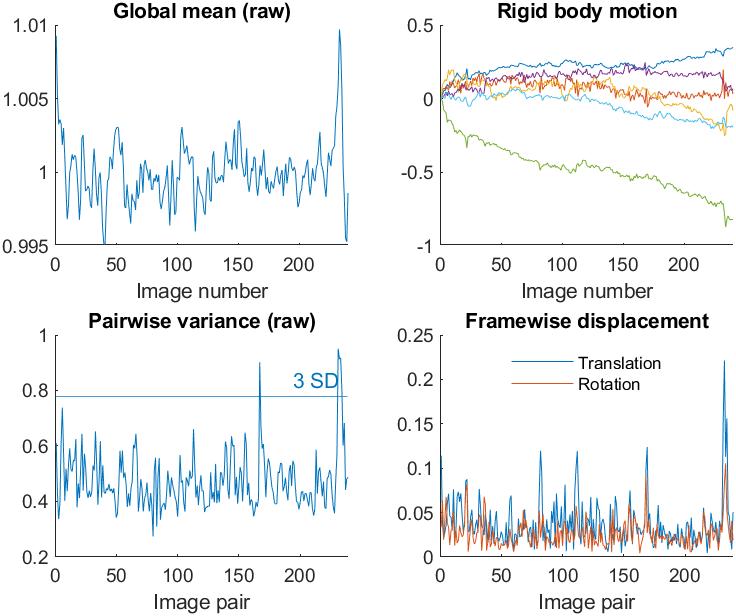 Global mean (raw)
1.01
1.005
1
0.995
0 50 100 150 200
Image number
Rigid body motion
0.5
0
-0.5
-1
0 50 100 150 200
Image number
Pairwise variance (raw)
1
0.8
0.6
0.4
0.2
3 SD
0 50 100 150 200
Image pair
Framewise displacement
0.25
0.2
0.15
0.1
0.05
0
Translation
Rotation
0 50 100 150 200
Image pair